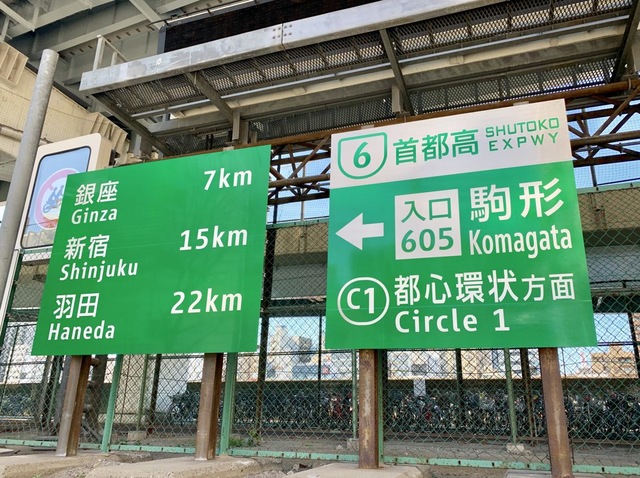 銀座 7km
Ginza
新宿 15km
Shinjuku
羽田 22km
Haneda
6 首都高 SHUTOKO EXPWY
入口 駒形
605 Komagata
C1 都心環状方面
Circle 1